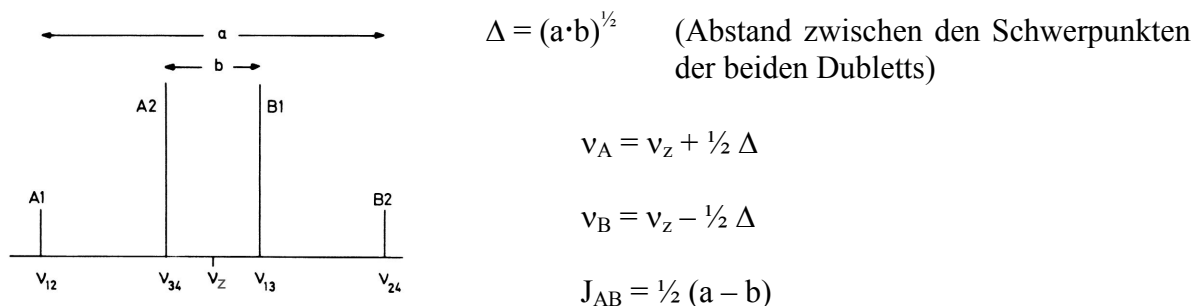 a
b
A2
B1
A1
B2
ν12
ν34
νZ
ν13
ν24
Δ = (a·b)^½ (Abstand zwischen den Schwerpunkten
der beiden Dubletts)
νA = νz + ½ Δ
νB = νz – ½ Δ
JAB = ½ (a – b)